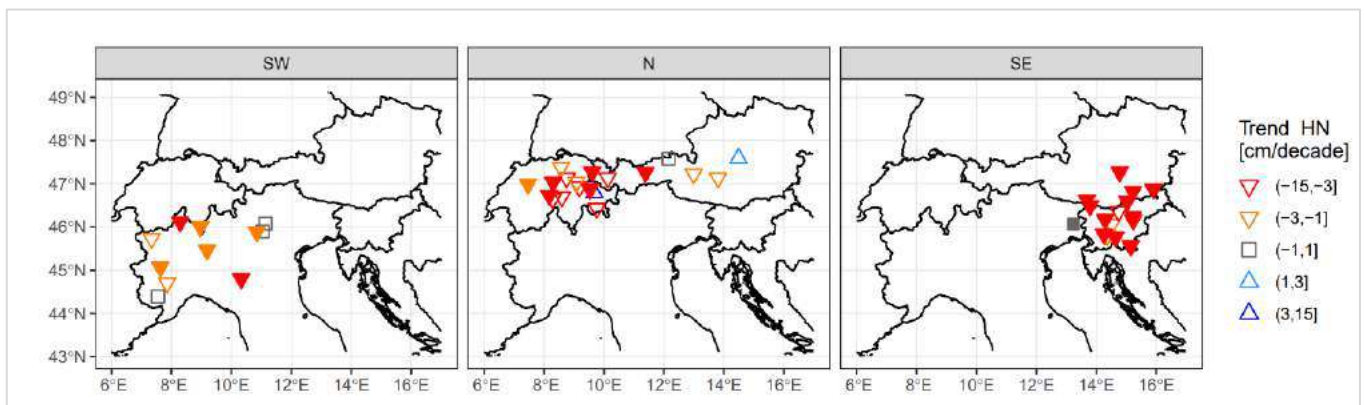 SW
N
SE
49°N
48°N
47°N
46°N
45°N
44°N
43°N
6°E 8°E 10°E 12°E 14°E 16°E
6°E 8°E 10°E 12°E 14°E 16°E
6°E 8°E 10°E 12°E 14°E 16°E
Trend HN
[cm/decade]
(−15,−3]
(−3,−1]
(−1,1]
(1,3]
(3,15]